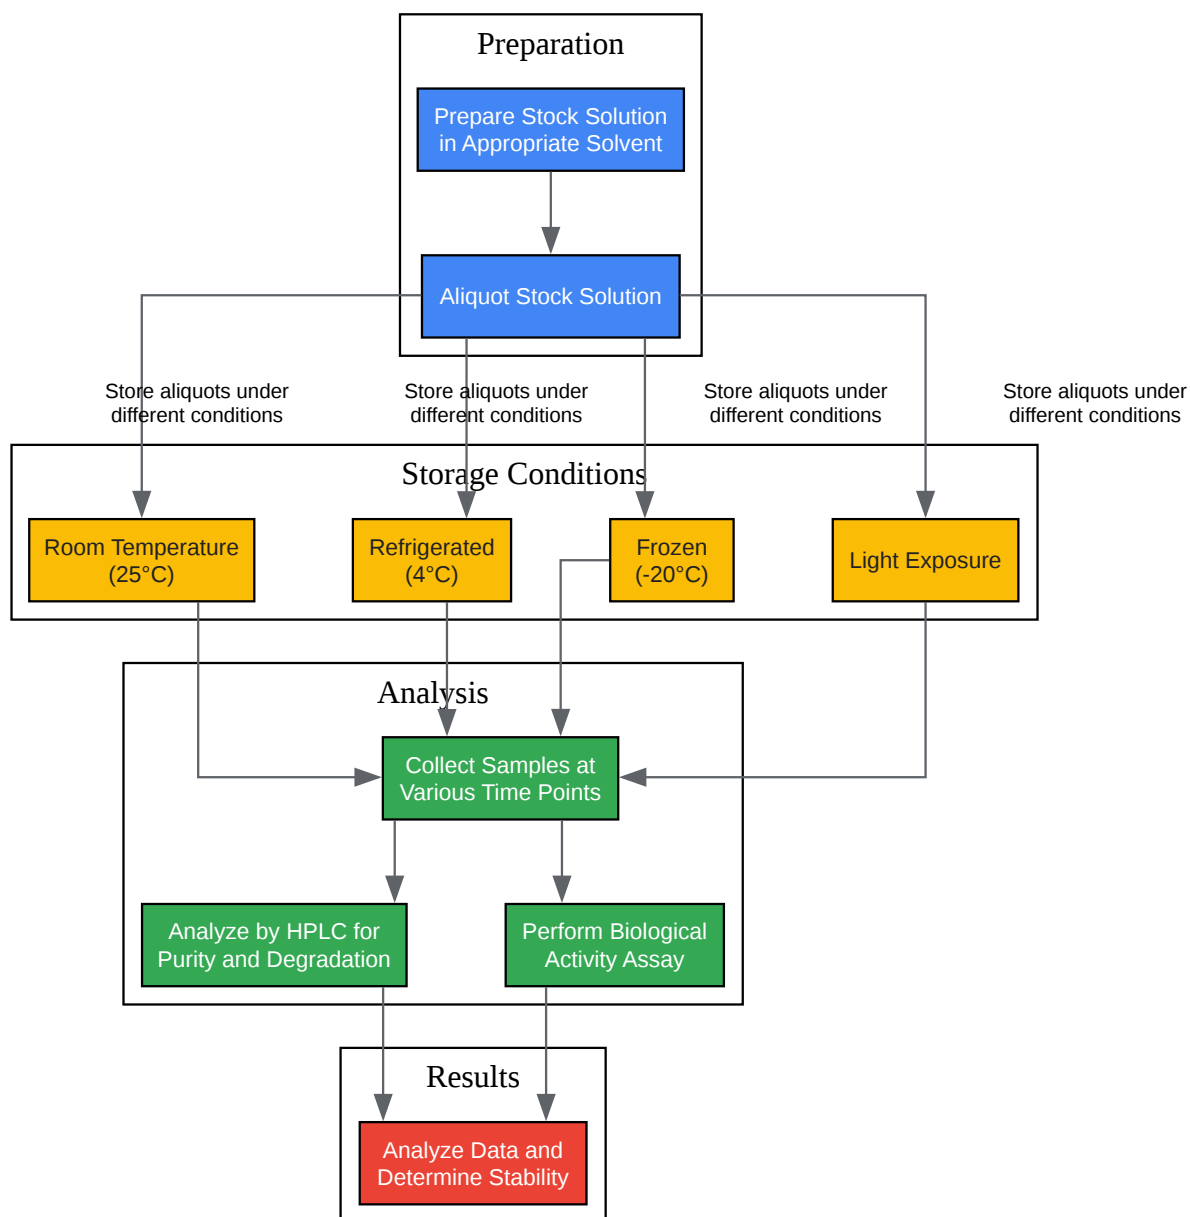 Preparation
Prepare Stock Solution
in Appropriate Solvent
Aliquot Stock Solution
Store aliquots under
different conditions
Store aliquots under
different conditions
Store aliquots under
different conditions
Store aliquots under
different conditions
Storage Conditions
Room Temperature
(25°C)
Refrigerated
(4°C)
Frozen
(-20°C)
Light Exposure
Analysis
Collect Samples at
Various Time Points
Analyze by HPLC for
Purity and Degradation
Perform Biological
Activity Assay
Results
Analyze Data and
Determine Stability